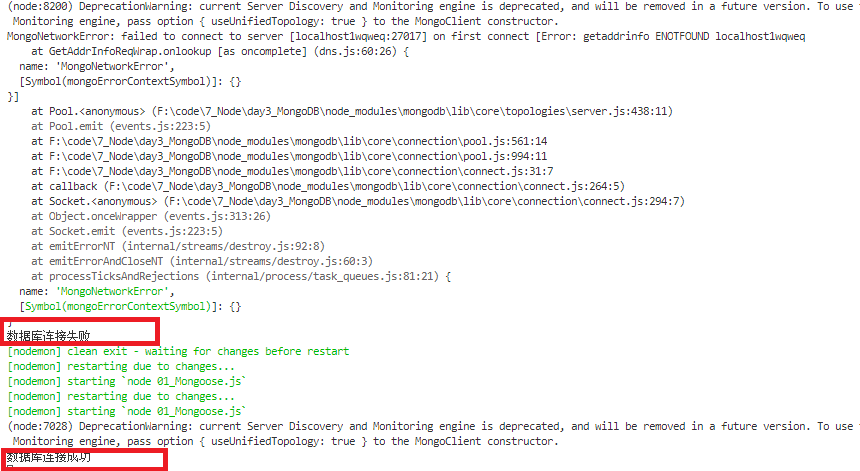 (node:8200) DeprecationWarning: current Server Discovery and Monitoring engine is deprecated, and will be removed in a future version. To use
Monitoring engine, pass option { useUnifiedTopology: true } to the MongoClient constructor.
MongoNetworkError: failed to connect to server [localhost1wqweq:27017] on first connect [Error: getaddrinfo ENOTFOUND localhost1wqweq
at GetAddrInfoReqWrap.onlookup [as oncomplete] (dns.js:60:26) {
name: 'MongoNetworkError',
[Symbol(mongoErrorContextSymbol)]: {}
}]
at Pool.<anonymous> (F:\code\7_Node\day3_MongoDB\node_modules\mongodb\lib\core\topologies\server.js:438:11)
at Pool.emit (events.js:223:5)
at F:\code\7_Node\day3_MongoDB\node_modules\mongodb\lib\core\connection\pool.js:561:14
at F:\code\7_Node\day3_MongoDB\node_modules\mongodb\lib\core\connection\pool.js:994:11
at F:\code\7_Node\day3_MongoDB\node_modules\mongodb\lib\core\connection\connect.js:31:7
at callback (F:\code\7_Node\day3_MongoDB\node_modules\mongodb\lib\core\connection\connect.js:264:5)
at Socket.<anonymous> (F:\code\7_Node\day3_MongoDB\node_modules\mongodb\lib\core\connection\connect.js:294:7)
at Object.onceWrapper (events.js:313:26)
at Socket.emit (events.js:223:5)
at emitErrorNT (internal/streams/destroy.js:92:8)
at emitErrorAndCloseNT (internal/streams/destroy.js:60:3)
at processTicksAndRejections (internal/process/task_queues.js:81:21) {
name: 'MongoNetworkError',
[Symbol(mongoErrorContextSymbol)]: {}
}
数据库连接失败
[nodemon] clean exit - waiting for changes before restart
[nodemon] restarting due to changes...
[nodemon] starting `node 01_Mongoose.js`
[nodemon] restarting due to changes...
[nodemon] starting `node 01_Mongoose.js`
(node:7028) DeprecationWarning: current Server Discovery and Monitoring engine is deprecated, and will be removed in a future version. To use
Monitoring engine, pass option { useUnifiedTopology: true } to the MongoClient constructor.
数据库连接成功